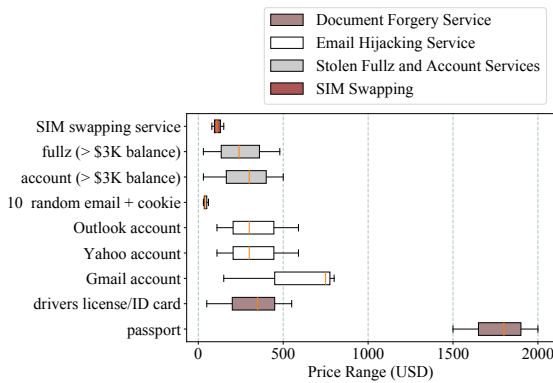 Document Forgery Service
Email Hijacking Service
Stolen Fullz and Account Services
SIM Swapping
SIM swapping service
fullz (> $3K balance)
account (> $3K balance)
10 random email + cookie
Outlook account
Yahoo account
Gmail account
drivers license/ID card
passport
0 500 1000 1500 2000
Price Range (USD)